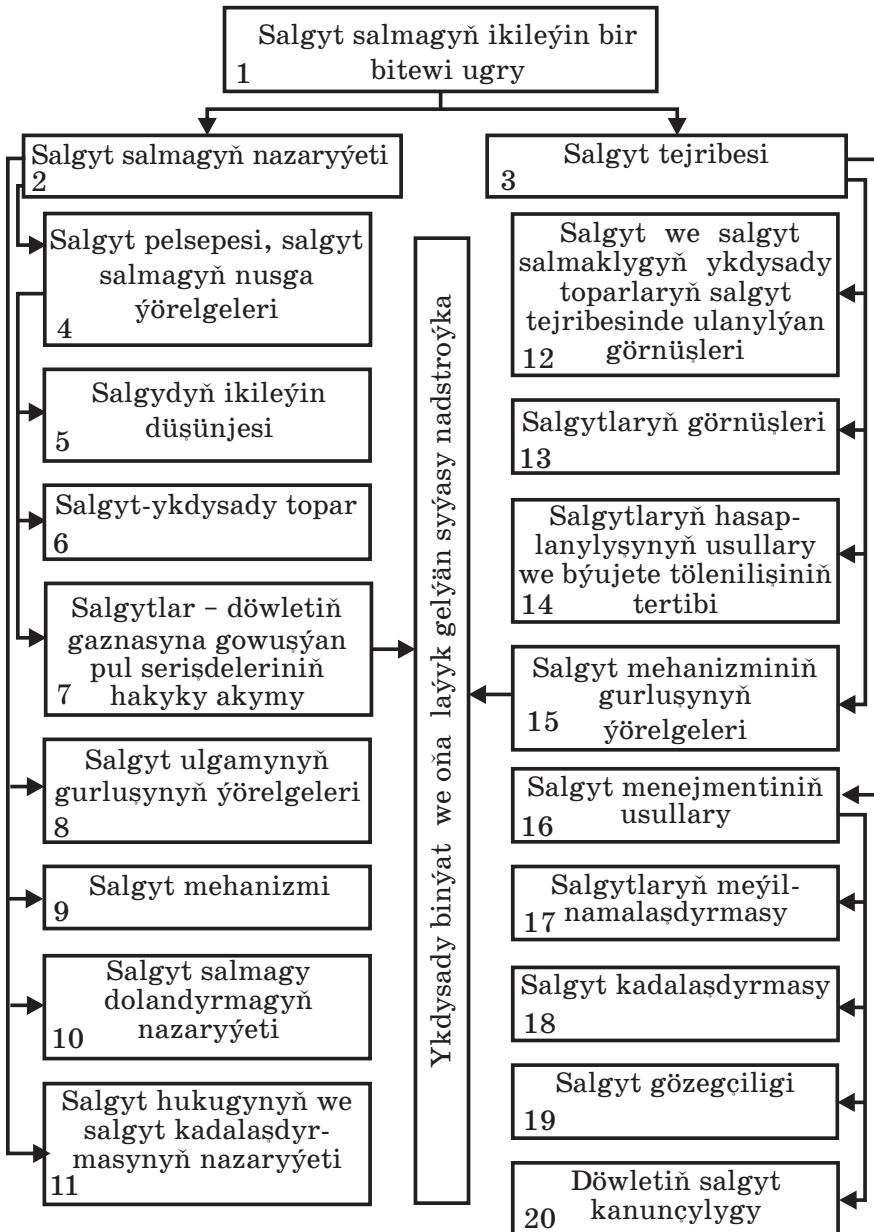 Salgyt salmagyň ikileýin bir
bitewi ugry
1
Salgyt salmagyň nazaryýeti
2
Salgyt tejribesi
3
Salgyt pelsepesi, salgyt
salmagyň nusga
ýörelgeleri
4
Salgydyň ikileýin
düşünjesi
5
Salgyt-ykdysady topar
6
Salgytlar – döwletiň
gaznasyna gowuşýan
pul serişdeleriniň
hakyky akymy
7
Salgyt ulgamynyň
gurluşynyň ýörelgeleri
8
Salgyt mehanizmi
9
Salgyt salmagy
dolandyrmagyň
nazaryýeti
10
Salgyt hukugynyň we
salgyt kadalaşdyr-
masynyň nazaryýeti
11
Ykdysady binýat we oňa laýyk gelýän syýasy nadstroýka
Salgyt we salgyt
salmaklygyň ykdysady
toparlaryň salgyt
tejribesinde ulanylýan
görnüşleri
12
Salgytlaryň görnüşleri
13
Salgytlaryň hasap-
lanylyşynyň usullary
we býujete tölenilişiniň
tertibi
14
Salgyt mehanizminiň
gurluşynyň
ýörelgeleri
15
Salgyt menejmentiniň
usullary
16
Salgytlaryň meýil-
namalaşdyrmasy
17
Salgyt kadalaşdyrmasy
18
Salgyt gözegçiligi
19
Döwletiň salgyt
kanunçylygy
20